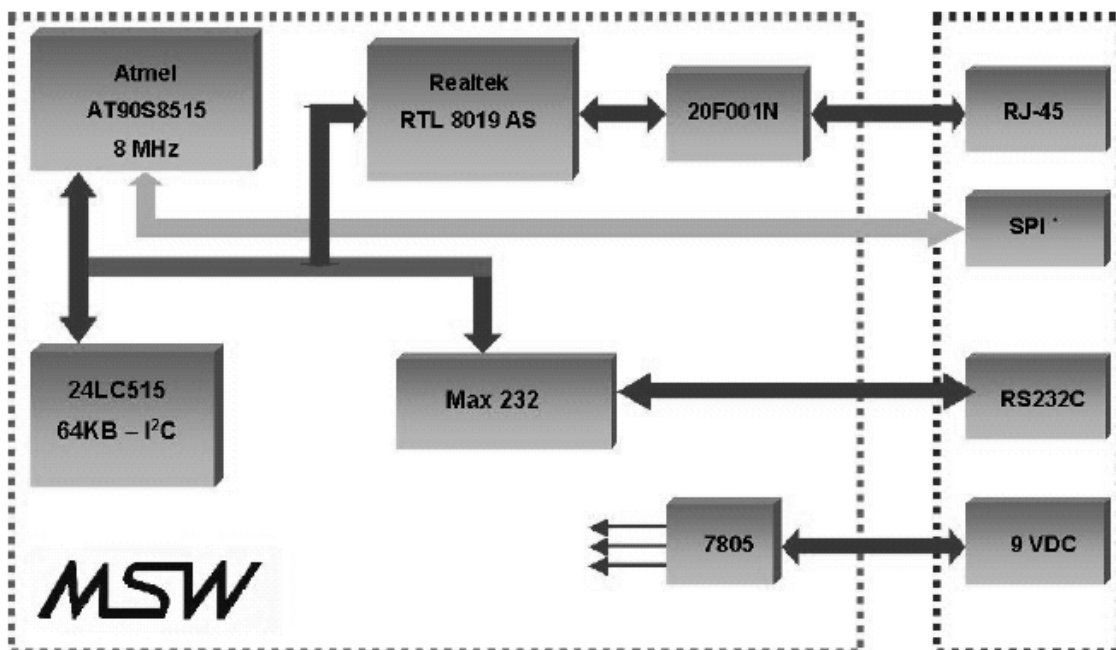 Atmel
AT90S8515
8 MHz
Realtek
RTL 8019 AS
20F001N
RJ-45
SPI *
24LC515
64KB – I²C
Max 232
RS232C
7805
9 VDC
MSW